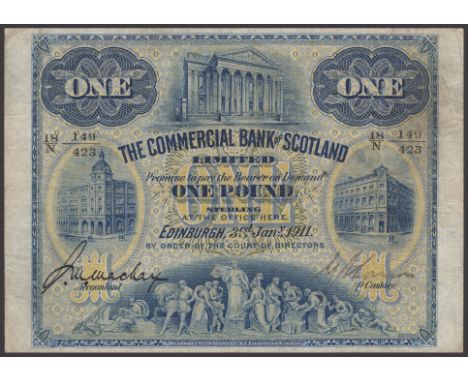 ONE ONE
18/N 149/423 18/N 149/423
THE COMMERCIAL BANK of SCOTLAND
LIMITED
Promise to pay the Bearer on Demand
ONE POUND
STERLING
AT THE OFFICE HERE.
EDINBURGH, 3rd Jany. 1911.
BY ORDER OF THE COURT OF DIRECTORS
Accountant Cashier